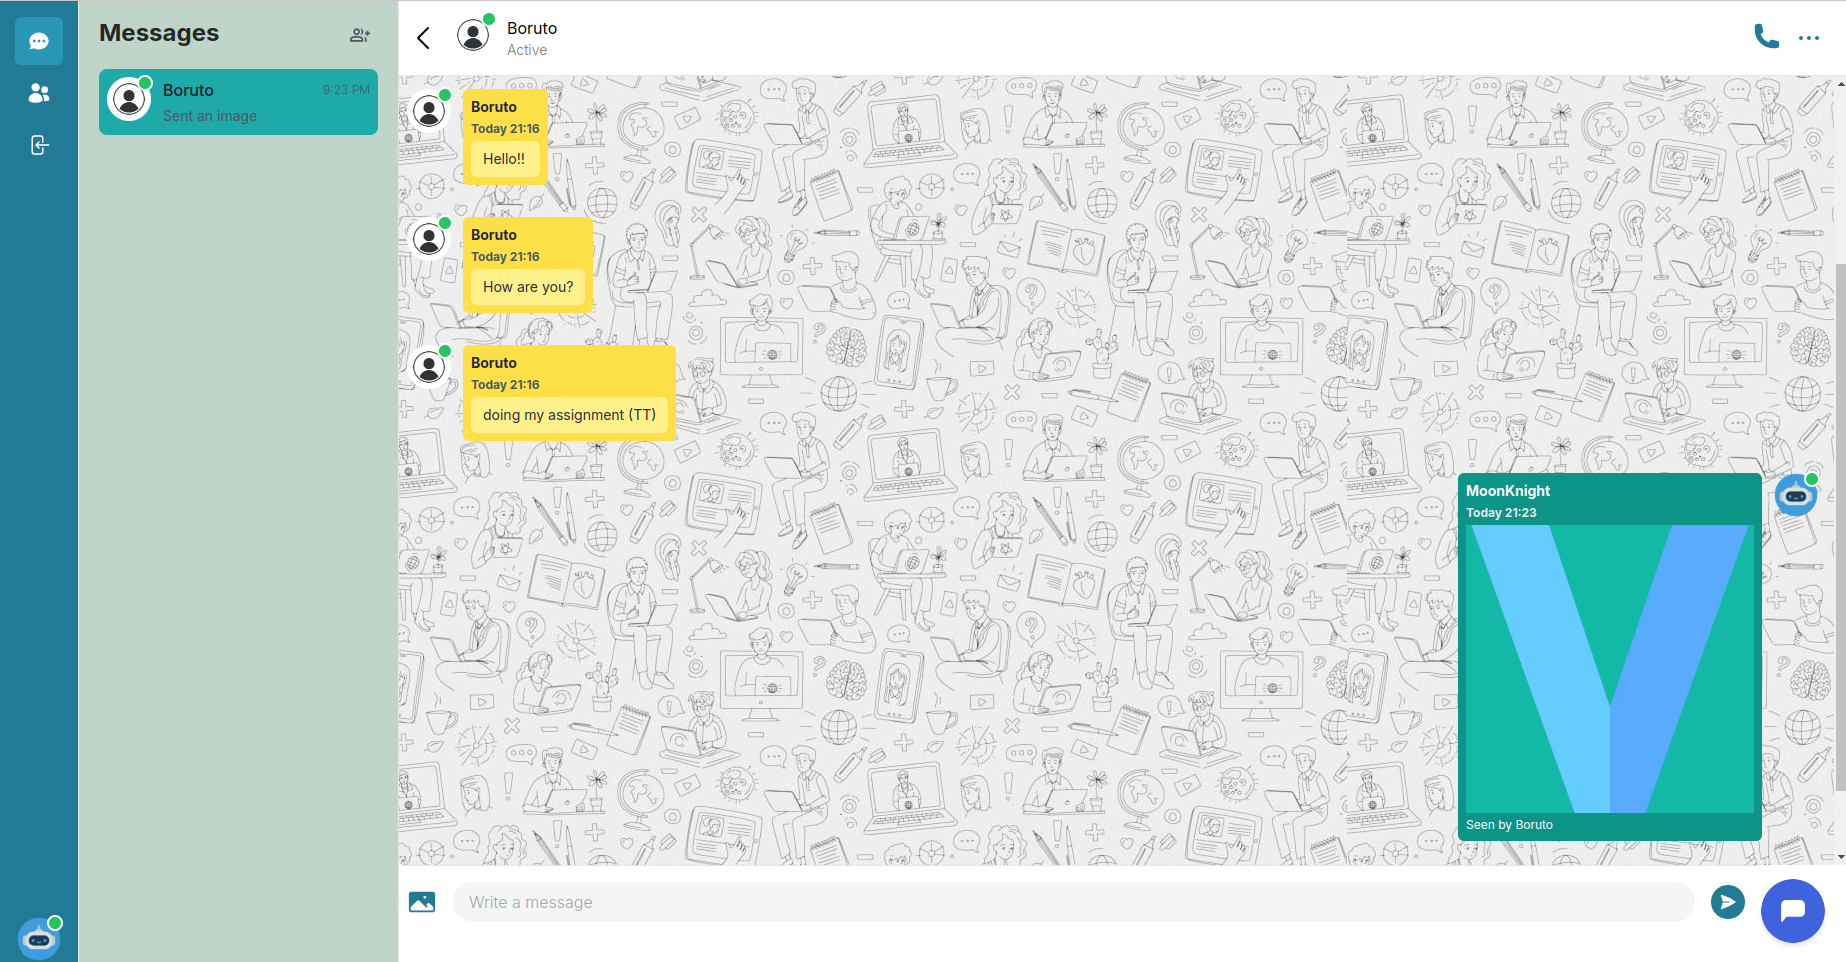 Messages
Boruto
9:23 PM
Sent an image
Boruto
Active
Boruto
Today 21:16
Hello!!
Boruto
Today 21:16
How are you?
Boruto
Today 21:16
doing my assignment (TT)
MoonKnight
Today 21:23
Seen by Boruto
Write a message